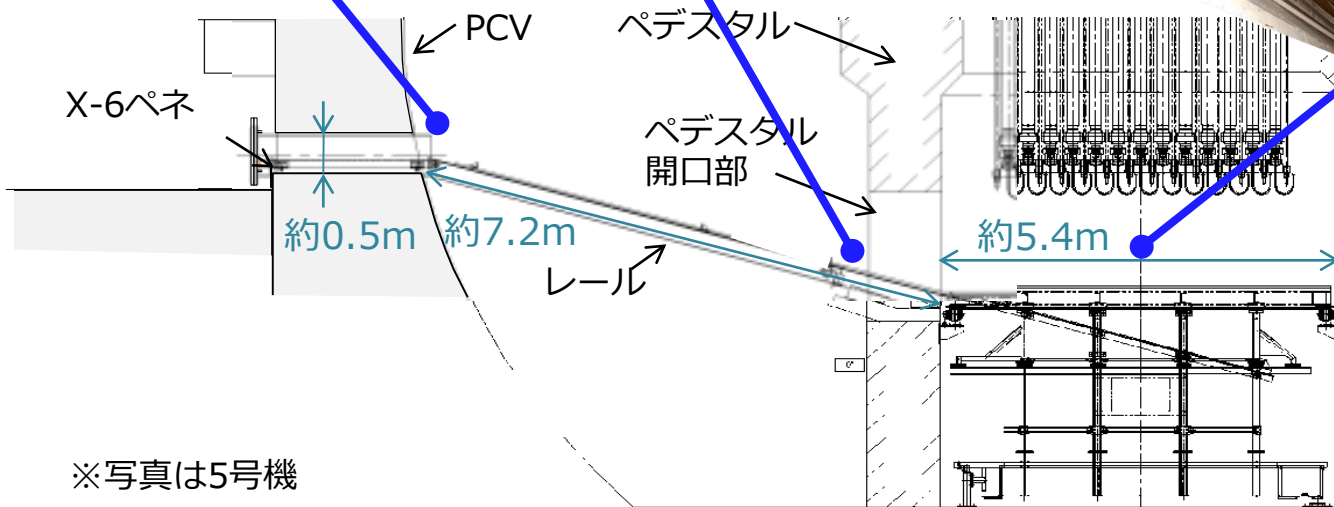 PCV
ペデスタル
X-6ペネ
ペデスタル
開口部
約0.5m
約7.2m
約5.4m
レール
0°
※写真は5号機